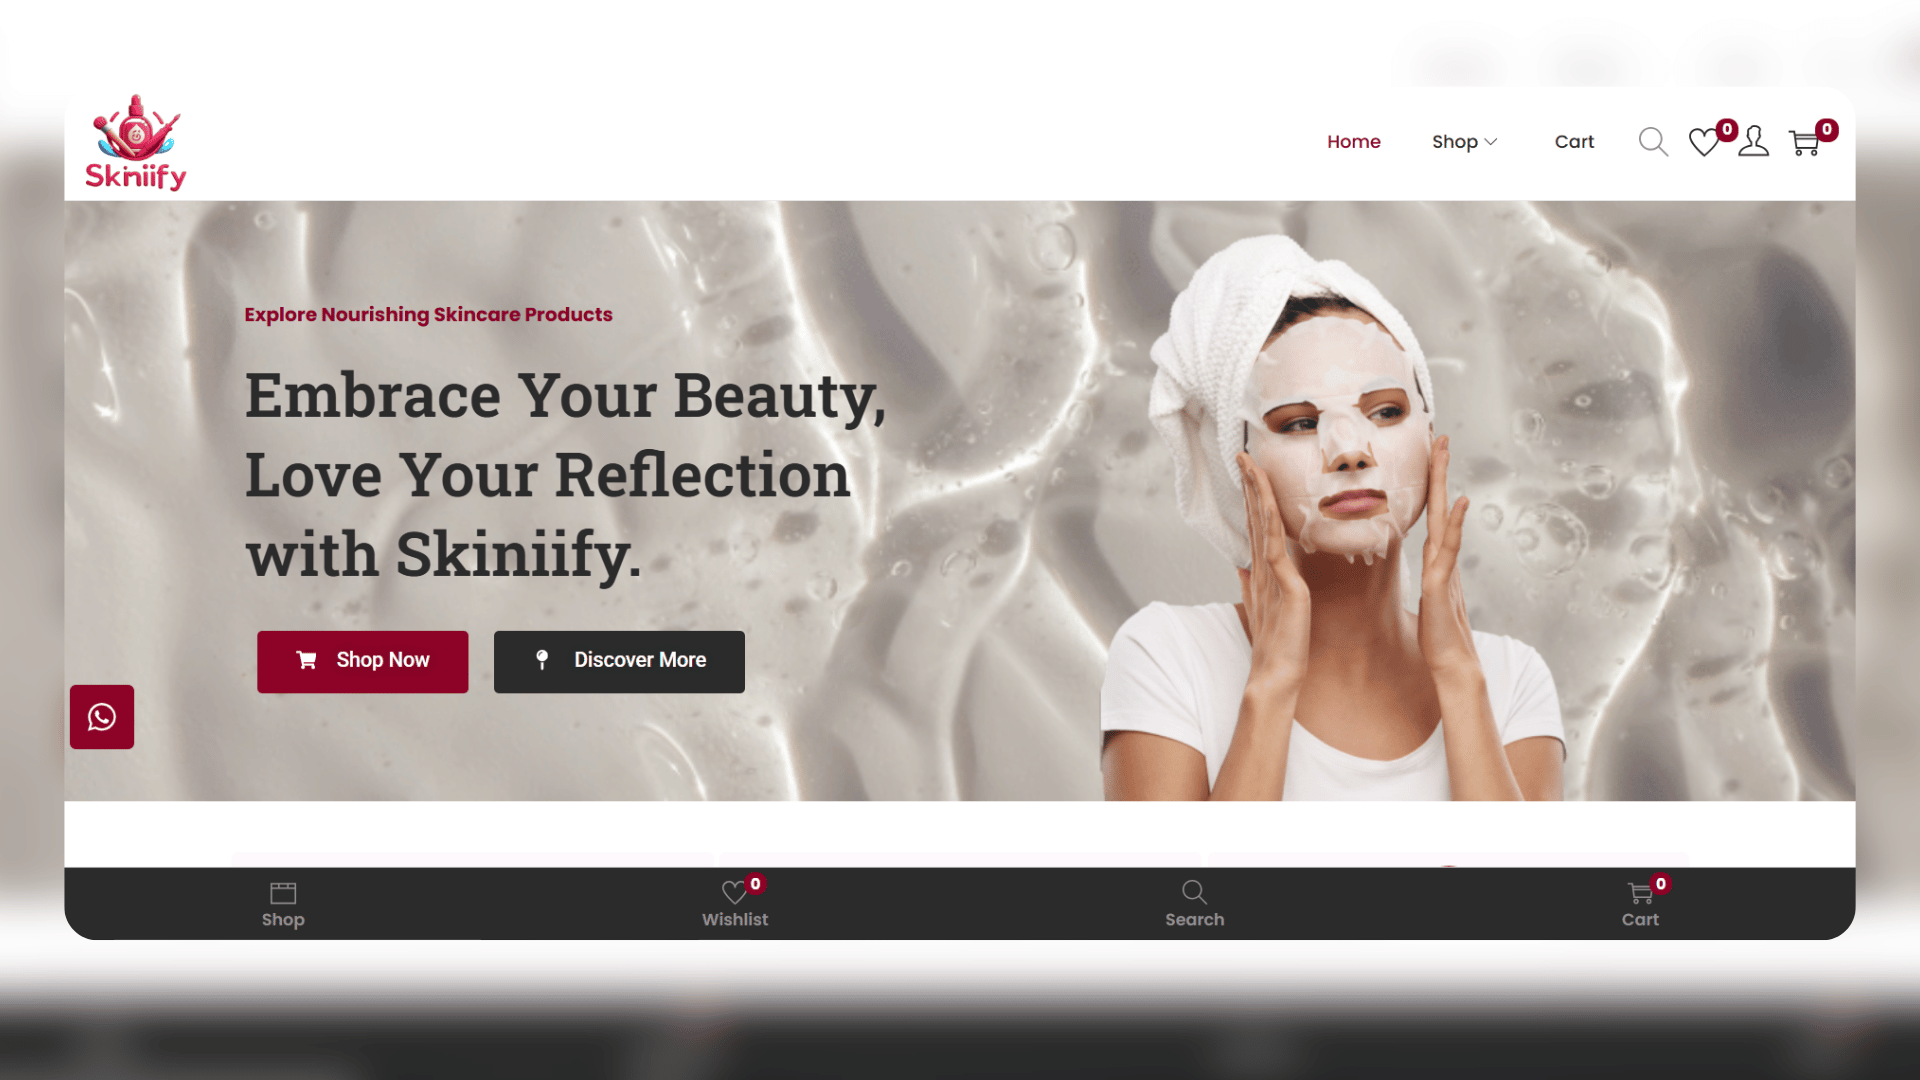 Skiniify
Home
Shop
Cart
0
0
Explore Nourishing Skincare Products
Embrace Your Beauty,
Love Your Reflection
with Skiniify.
Shop Now
Discover More
Shop
0
Wishlist
Search
0
Cart